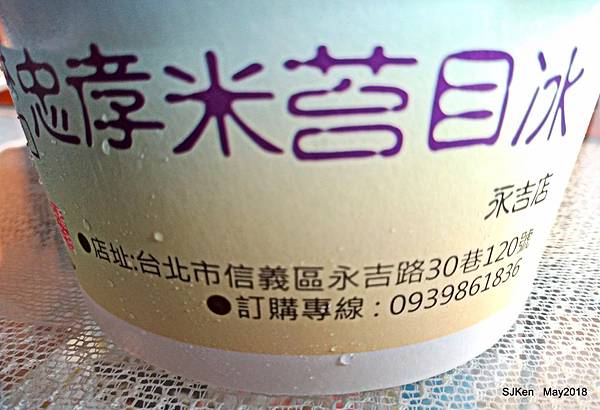 忠孝米苔目冰
永吉店
●店址:台北市信義區永吉路30巷120號
●訂購專線：0939861836
SJKen May2018